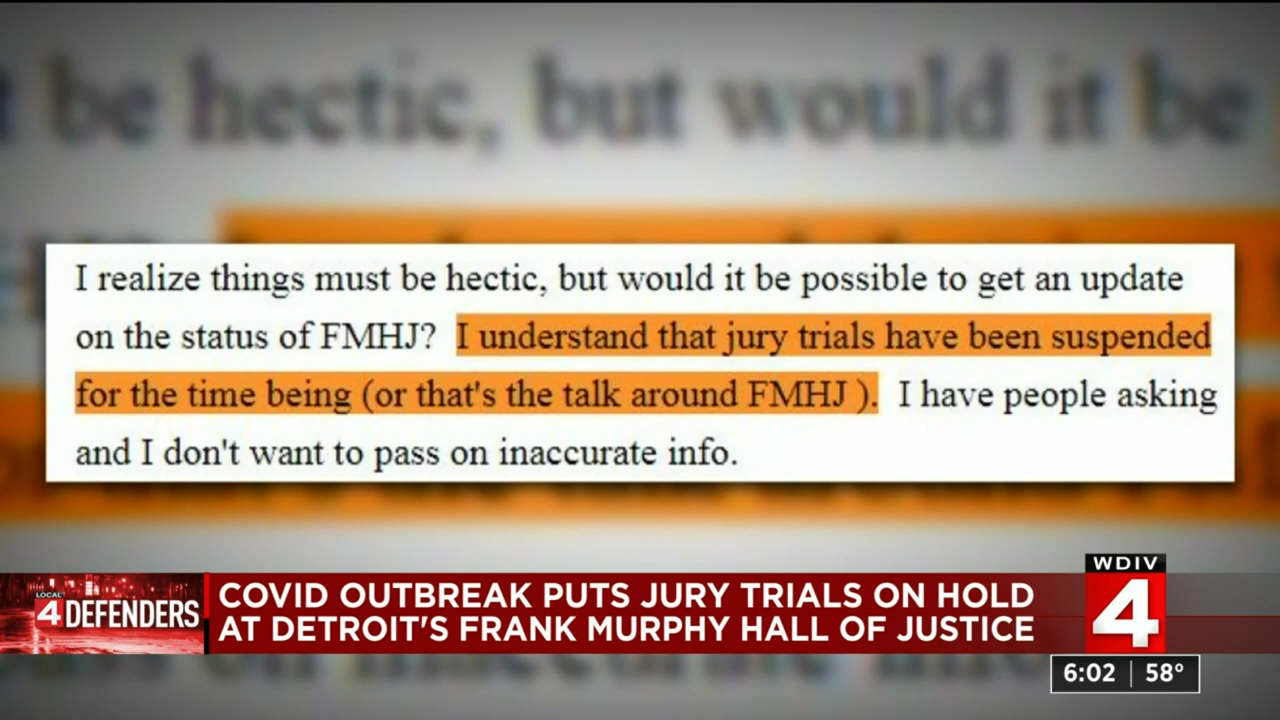 be hectic, but would it be
I realize things must be hectic, but would it be possible to get an update
on the status of FMHJ? I understand that jury trials have been suspended
for the time being (or that's the talk around FMHJ ). I have people asking
and I don't want to pass on inaccurate info.
LOCAL
4 DEFENDERS
COVID OUTBREAK PUTS JURY TRIALS ON HOLD
AT DETROIT'S FRANK MURPHY HALL OF JUSTICE
WDIV
4
6:02 | 58°